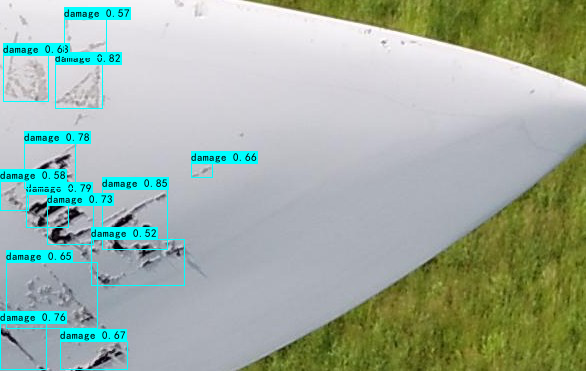 damage 0.57
damage 0.63
damage 0.82
damage 0.78
damage 0.66
damage 0.58
damage 0.85
damage 0.79
damage 0.73
damage 0.52
damage 0.65
damage 0.76
damage 0.67